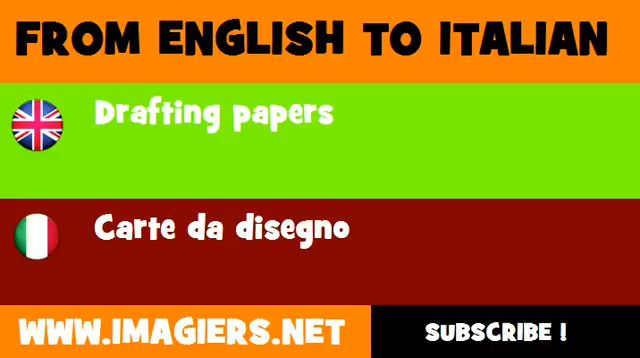 FROM ENGLISH TO ITALIAN
Drafting papers
Carte da disegno
WWW.IMAGIERS.NET
SUBSCRIBE !